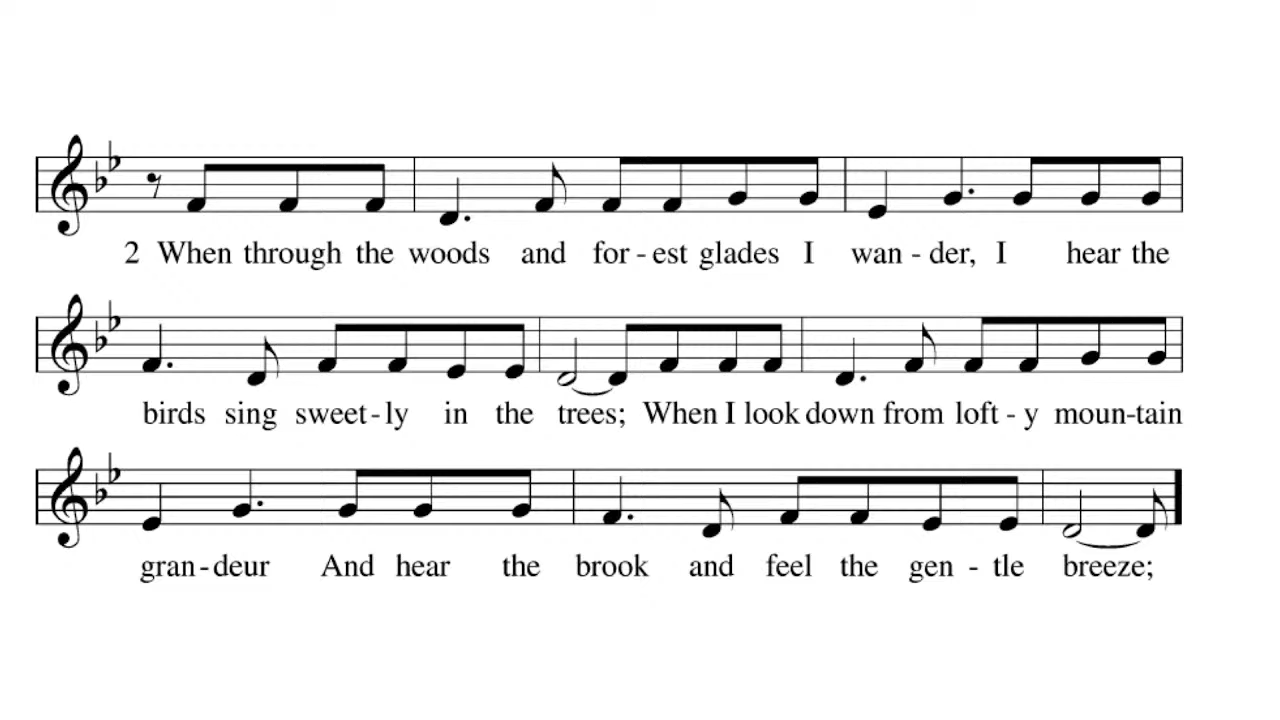 2 When through the woods and for - est glades I wan - der, I hear the
birds sing sweet - ly in the trees; When I look down from loft - y moun - tain
gran - deur And hear the brook and feel the gen - tle breeze;